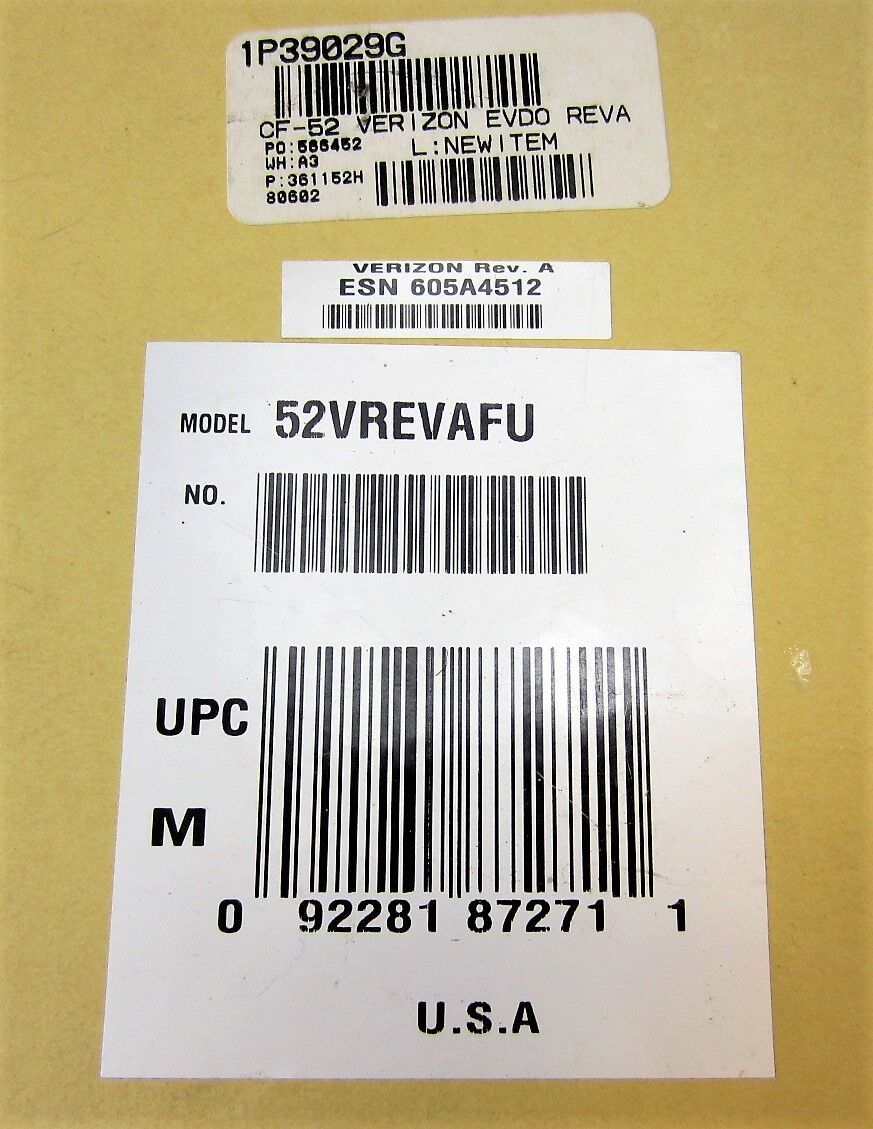 1P39029G
CF-52 VERIZON EVDO REVA
PO:566452
L:NEWITEM
WH:A3
P:361152H
80602
VERIZON Rev. A
ESN 605A4512
MODEL 52VREVAFU
NO.
UPC
M
0 92281 87271 1
U.S.A